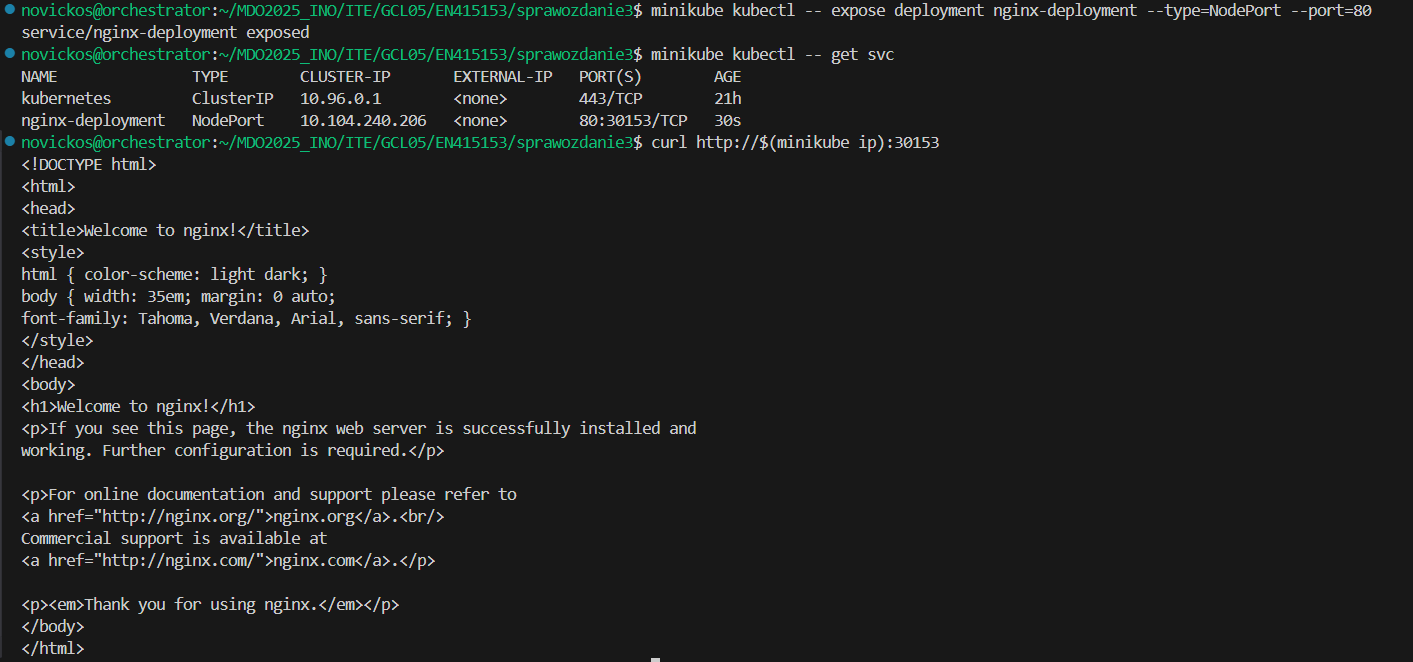 novickos@orchestrator:~/MDO2025_INO/ITE/GCL05/EN415153/sprawozdanie3$ minikube kubectl -- expose deployment nginx-deployment --type=NodePort --port=80
service/nginx-deployment exposed
novickos@orchestrator:~/MDO2025_INO/ITE/GCL05/EN415153/sprawozdanie3$ minikube kubectl -- get svc
NAME               TYPE        CLUSTER-IP       EXTERNAL-IP   PORT(S)        AGE
kubernetes         ClusterIP   10.96.0.1        <none>        443/TCP        21h
nginx-deployment   NodePort    10.104.240.206   <none>        80:30153/TCP   30s
novickos@orchestrator:~/MDO2025_INO/ITE/GCL05/EN415153/sprawozdanie3$ curl http://$(minikube ip):30153
<!DOCTYPE html>
<html>
<head>
<title>Welcome to nginx!</title>
<style>
html { color-scheme: light dark; }
body { width: 35em; margin: 0 auto;
font-family: Tahoma, Verdana, Arial, sans-serif; }
</style>
</head>
<body>
<h1>Welcome to nginx!</h1>
<p>If you see this page, the nginx web server is successfully installed and
working. Further configuration is required.</p>

<p>For online documentation and support please refer to
<a href="http://nginx.org/">nginx.org</a>.<br/>
Commercial support is available at
<a href="http://nginx.com/">nginx.com</a>.</p>

<p><em>Thank you for using nginx.</em></p>
</body>
</html>